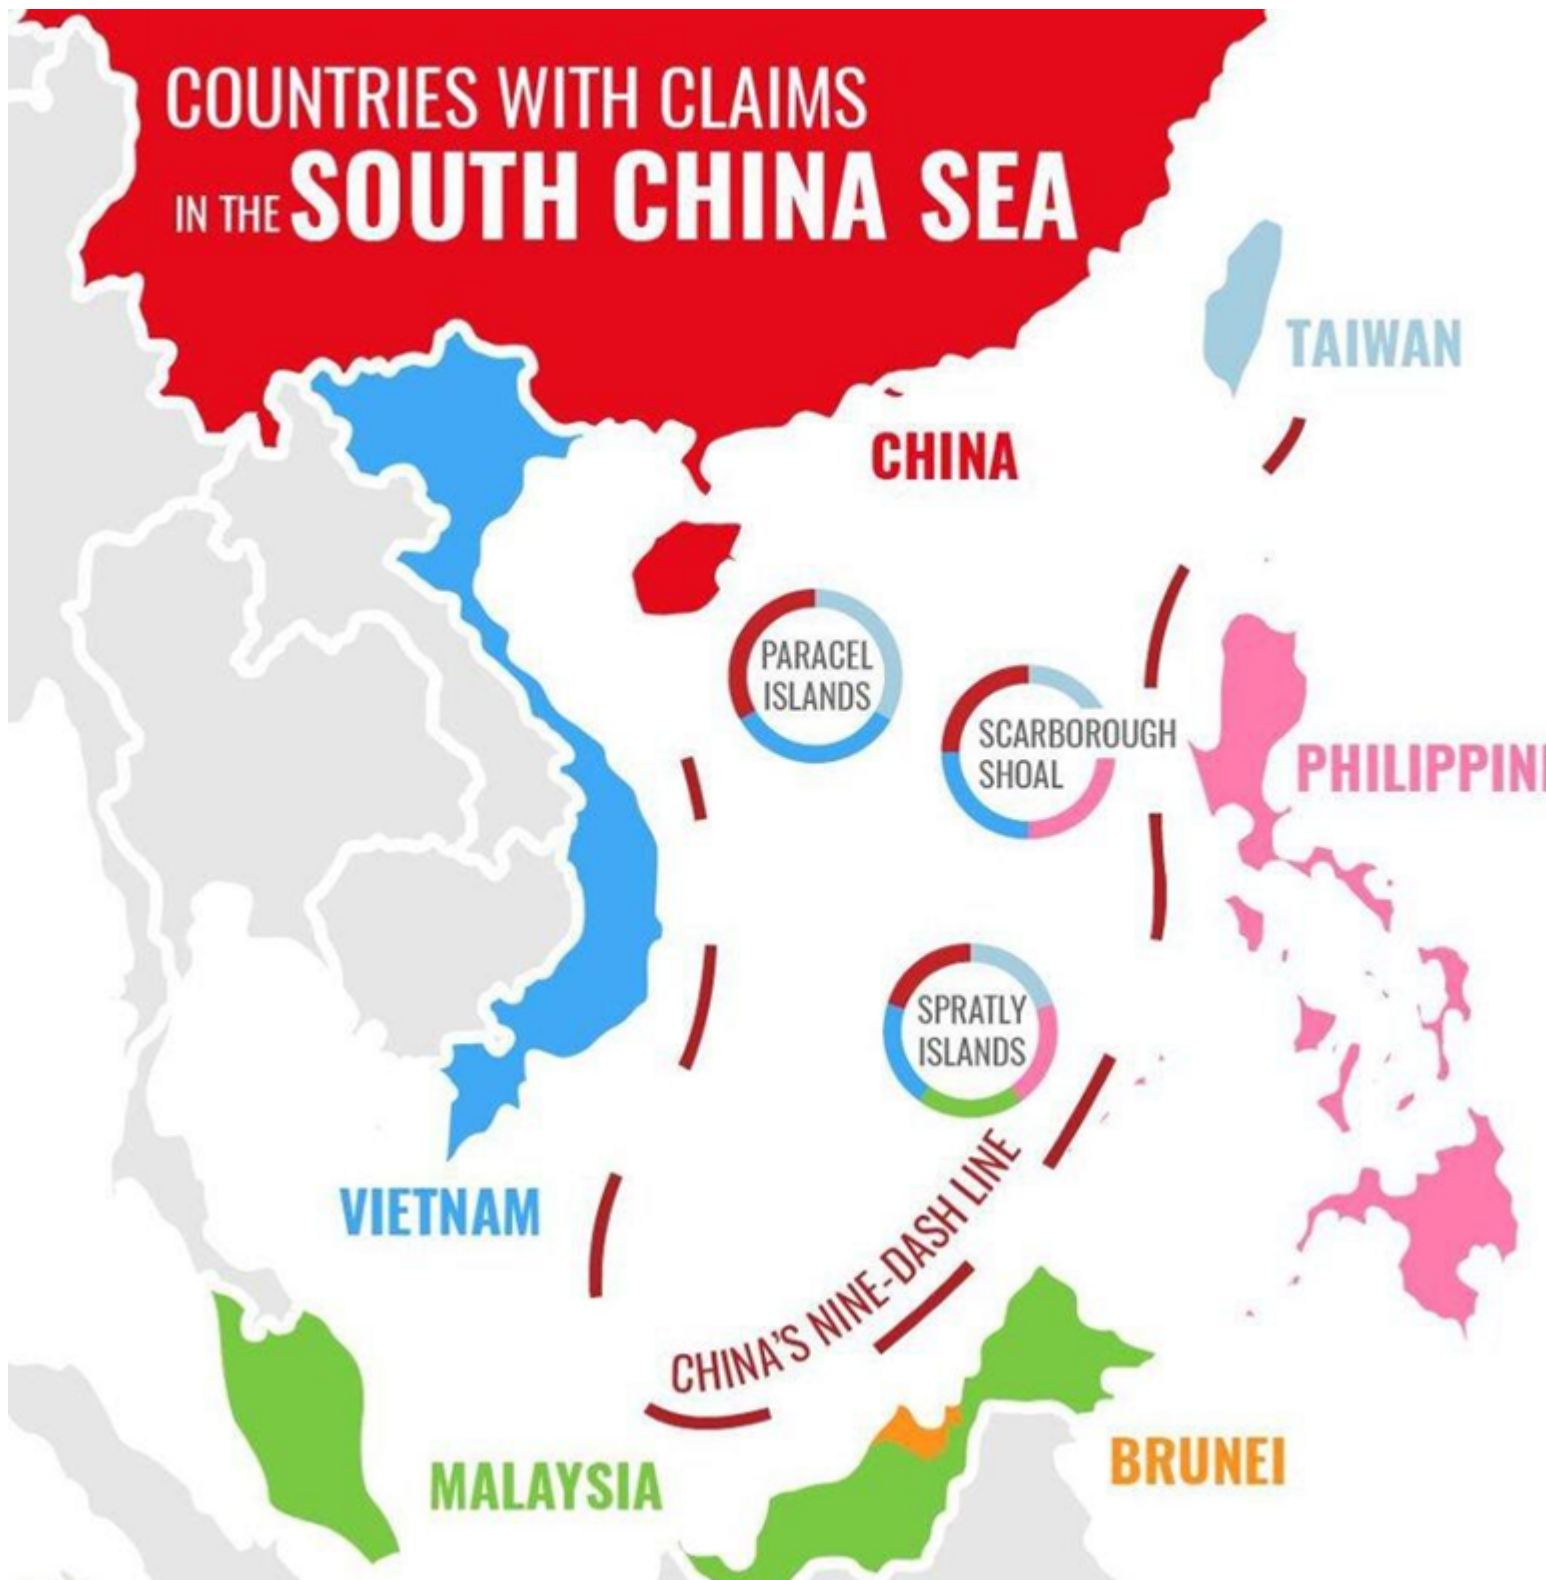 COUNTRIES WITH CLAIMS
IN THE SOUTH CHINA SEA
TAIWAN
CHINA
PARACEL
ISLANDS
SCARBOROUGH
SHOAL
PHILIPPIN
SPRATLY
ISLANDS
VIETNAM
CHINA'S NINE-DASH LINE
BRUNEI
MALAYSIA